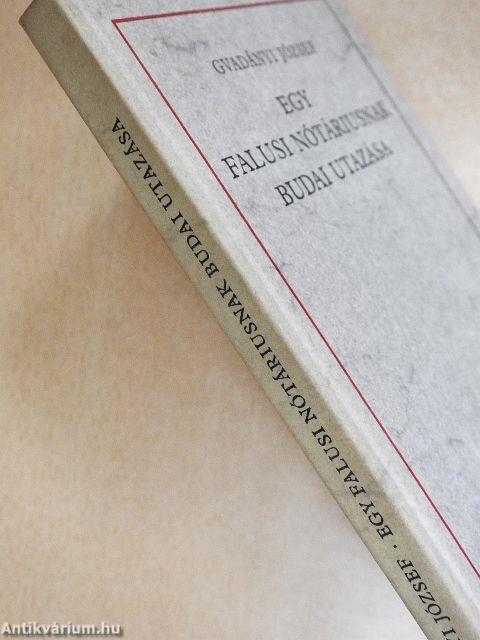 GVADÁNYI JÓZSEF
EGY
FALUSI NÓTÁRIUSNAK
BUDAI UTAZÁSA
JÓZSEF · EGY FALUSI NÓTÁRIUSNAK BUDAI UTAZÁSA
Antikvárium.hu